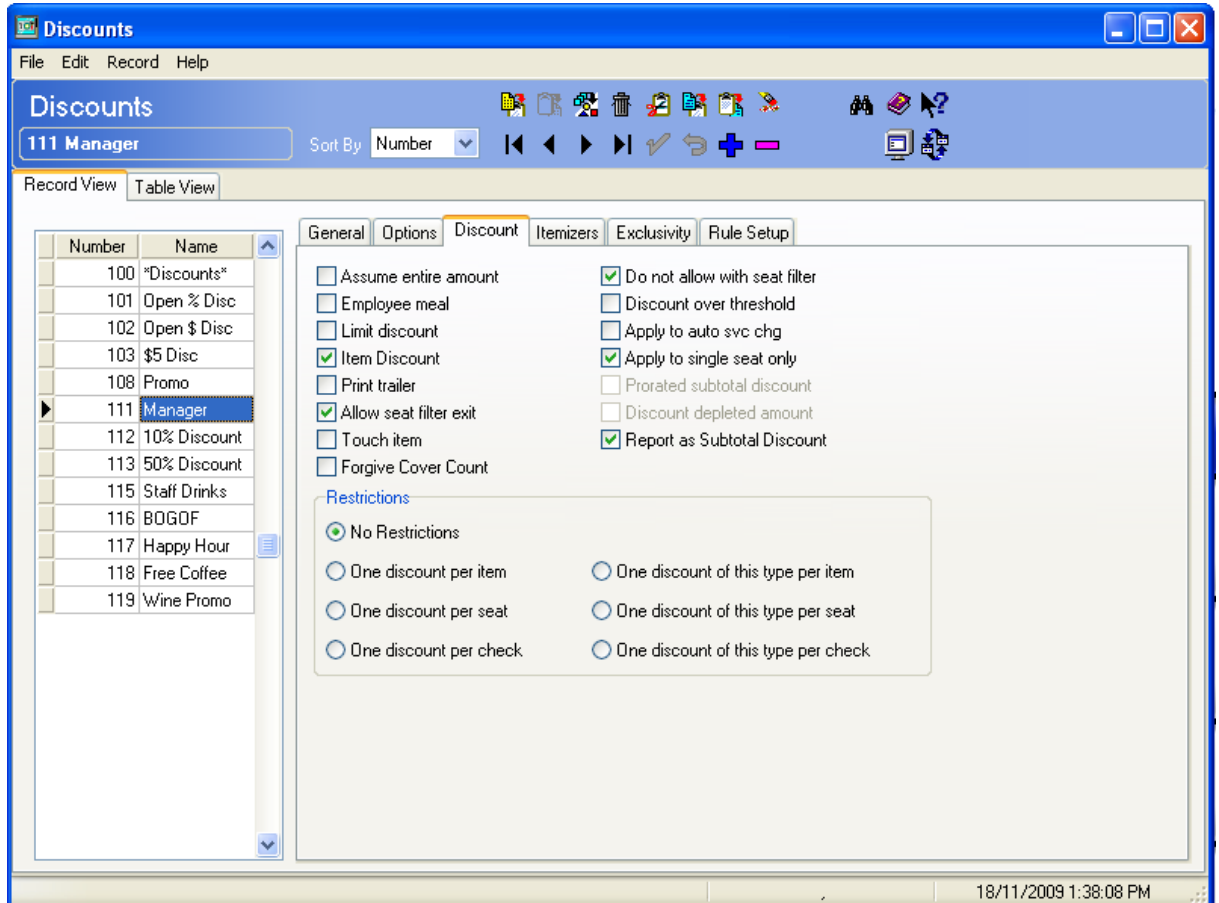 Discounts
File Edit Record Help
Discounts
111 Manager
Sort By Number
Record View Table View
Number Name
100 *Discounts*
101 Open % Disc
102 Open $ Disc
103 $5 Disc
108 Promo
111 Manager
112 10% Discount
113 50% Discount
115 Staff Drinks
116 BOGOF
117 Happy Hour
118 Free Coffee
119 Wine Promo
General Options Discount Itemizers Exclusivity Rule Setup
Assume entire amount
Employee meal
Limit discount
Item Discount
Print trailer
Allow seat filter exit
Touch item
Forgive Cover Count
Do not allow with seat filter
Discount over threshold
Apply to auto svc chg
Apply to single seat only
Prorated subtotal discount
Discount depleted amount
Report as Subtotal Discount
Restrictions
No Restrictions
One discount per item One discount of this type per item
One discount per seat One discount of this type per seat
One discount per check One discount of this type per check
18/11/2009 1:38:08 PM